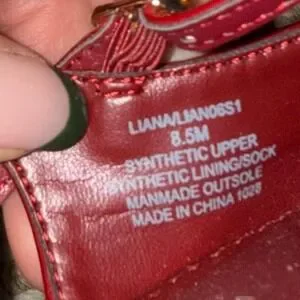 LIANA/LIAN06S1
8.5M
SYNTHETIC UPPER
SYNTHETIC LINING/SOCK
MANMADE OUTSOLE
MADE IN CHINA 1028